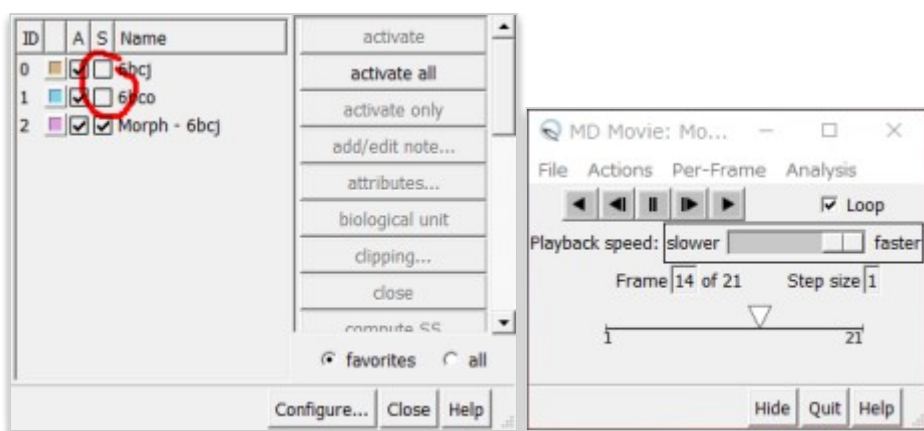 ID A S Name
0 6bcj
1 6bco
2 Morph - 6bcj
activate
activate all
activate only
add/edit note...
attributes...
biological unit
clipping...
close
compute SS
favorites all
Configure... Close Help
MD Movie: Mo...
File Actions Per-Frame Analysis
Loop
Playback speed: slower faster
Frame 14 of 21 Step size 1
1 21
Hide Quit Help